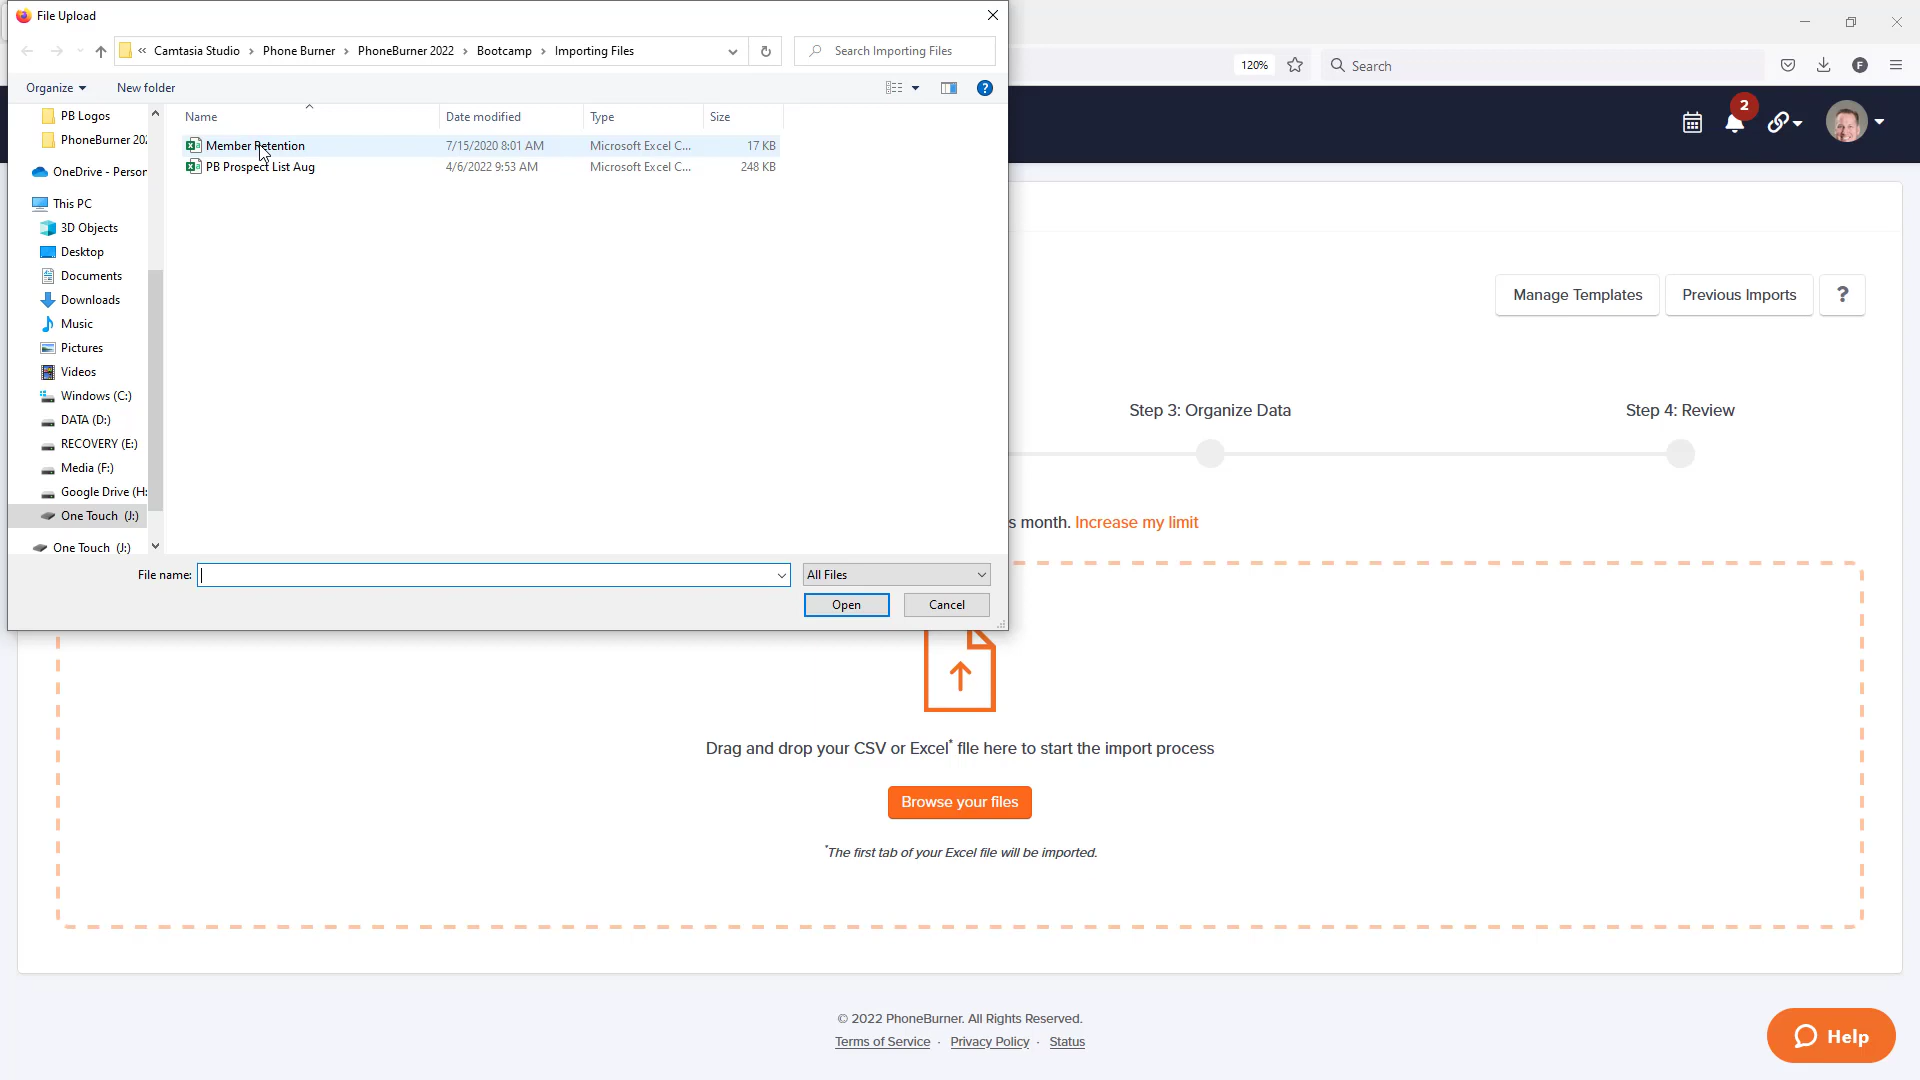 File Upload
« Camtasia Studio › Phone Burner › PhoneBurner 2022 › Bootcamp › Importing Files
Search Importing Files
120%
Search
F
Organize
New folder
?
2
PB Logos
PhoneBurner 202
OneDrive - Person
This PC
3D Objects
Desktop
Documents
Downloads
Music
Pictures
Videos
Windows (C:)
DATA (D:)
RECOVERY (E:)
Media (F:)
Google Drive (H:
One Touch (J:)
One Touch (J:)
Name Date modified Type Size
Member Retention 7/15/2020 8:01 AM Microsoft Excel C... 17 KB
PB Prospect List Aug 4/6/2022 9:53 AM Microsoft Excel C... 248 KB
File name:
All Files
Open Cancel
Manage Templates
Previous Imports
?
Step 3: Organize Data
Step 4: Review
s month. Increase my limit
Drag and drop your CSV or Excel* file here to start the import process
Browse your files
*The first tab of your Excel file will be imported.
© 2022 PhoneBurner. All Rights Reserved.
Terms of Service · Privacy Policy · Status
Help